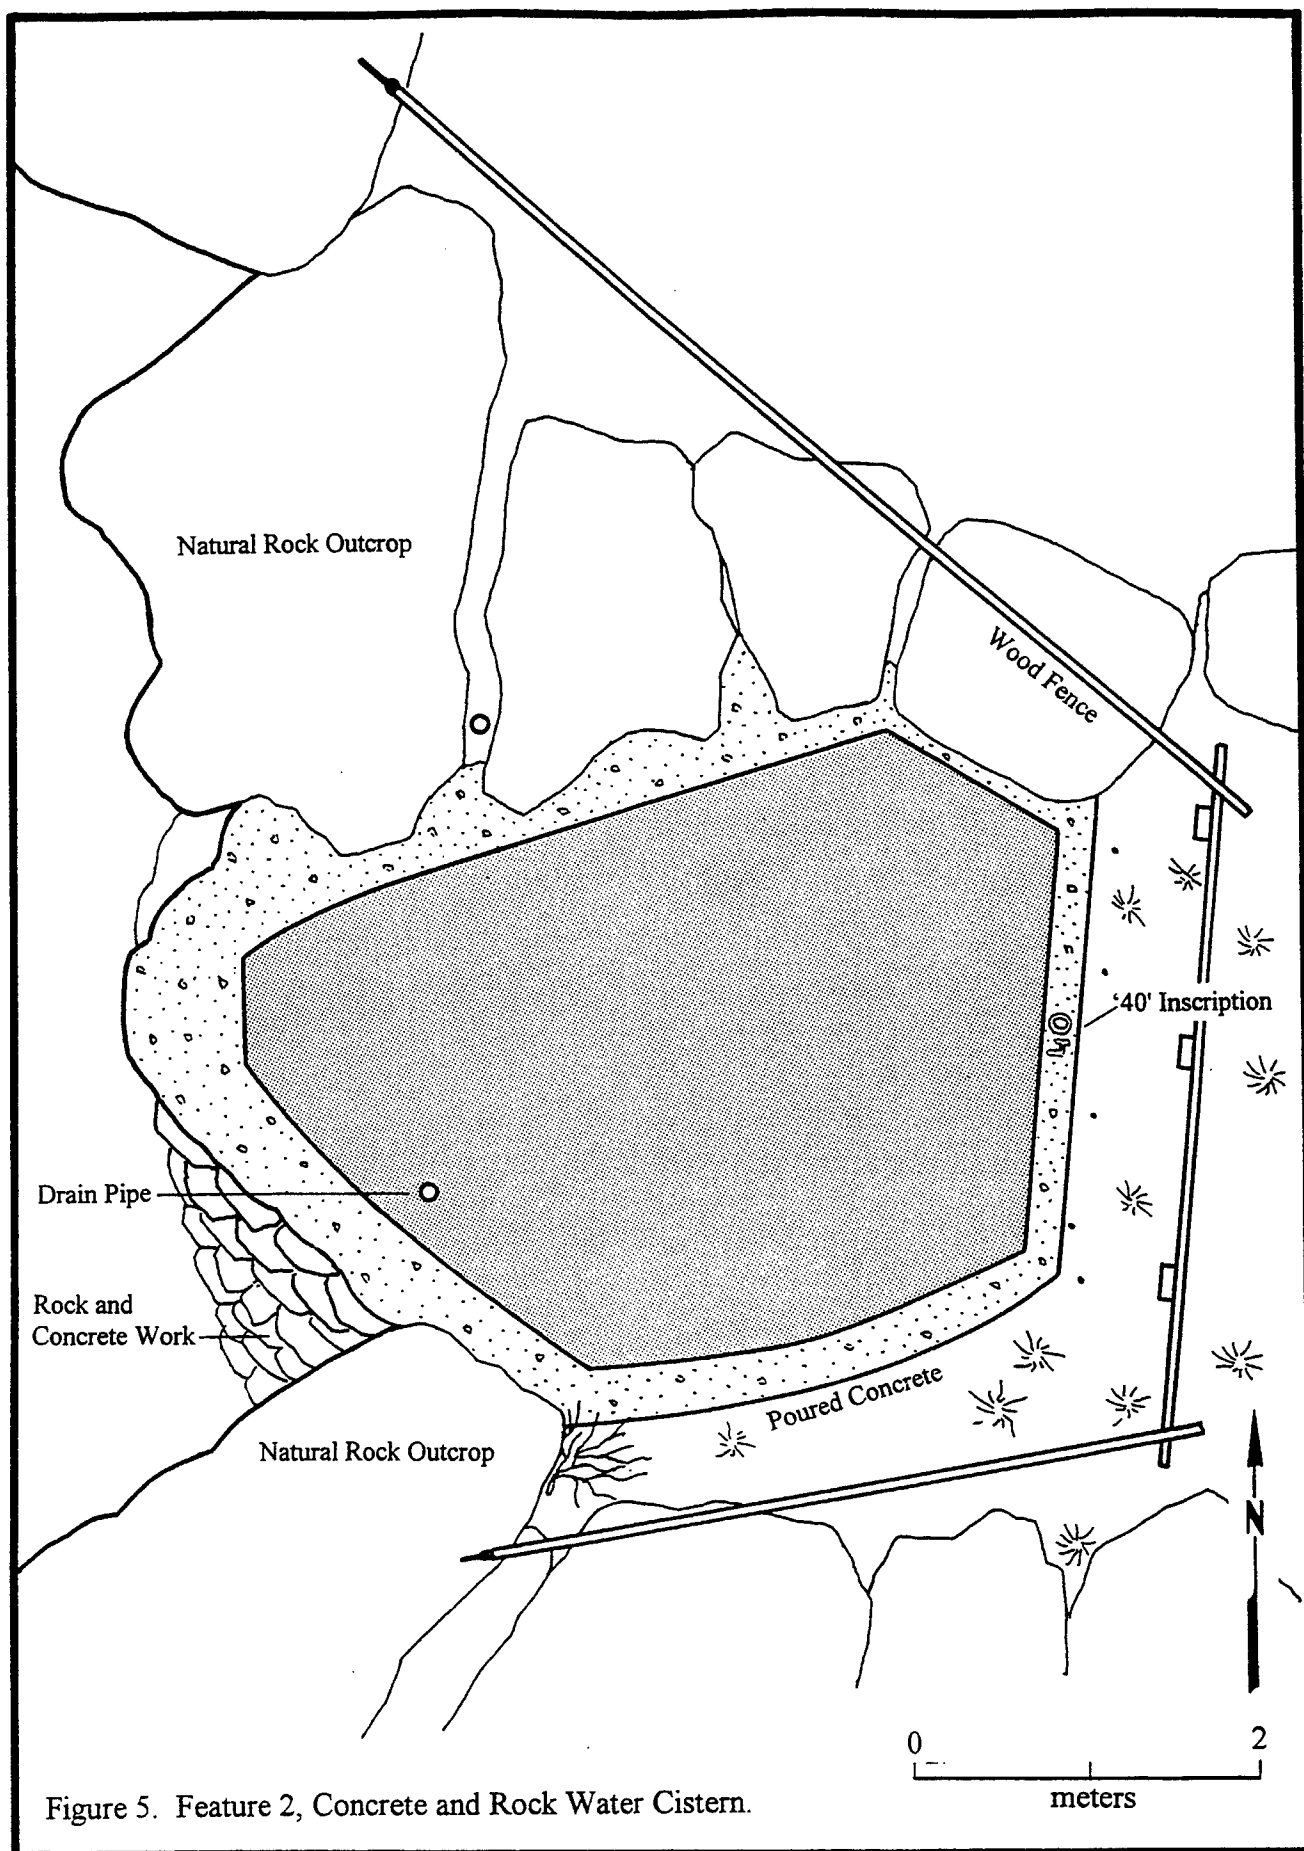 Natural Rock Outcrop
Wood Fence
'40' Inscription
40
Drain Pipe
Rock and
Concrete Work
Poured Concrete
Natural Rock Outcrop
N
0 2
meters
Figure 5. Feature 2, Concrete and Rock Water Cistern.